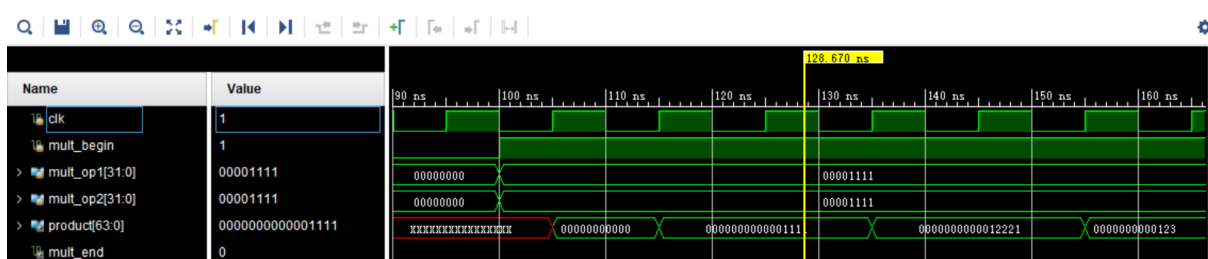 128.670 ns
Name Value
90 ns 100 ns 110 ns 120 ns 130 ns 140 ns 150 ns 160 ns
clk 1
mult_begin 1
mult_op1[31:0] 00001111 00000000 00001111
mult_op2[31:0] 00001111 00000000 00001111
product[63:0] 0000000000001111 XXXXXXXXXXXXXXXX 00000000000 000000000000111 0000000000012221 0000000000123
mult_end 0